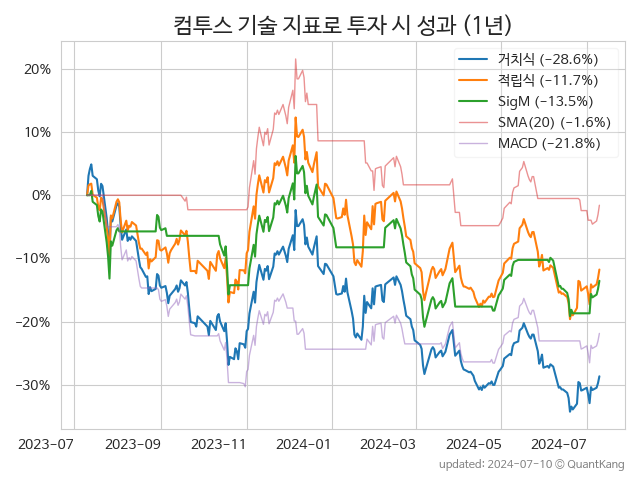 컴투스 기술 지표로 투자 시 성과 (1년)
거치식 (−28.6%)
적립식 (−11.7%)
SigM (−13.5%)
SMA(20) (−1.6%)
MACD (−21.8%)
20%
10%
0%
−10%
−20%
−30%
2023-07 2023-09 2023-11 2024-01 2024-03 2024-05 2024-07
updated: 2024-07-10 © QuantKang